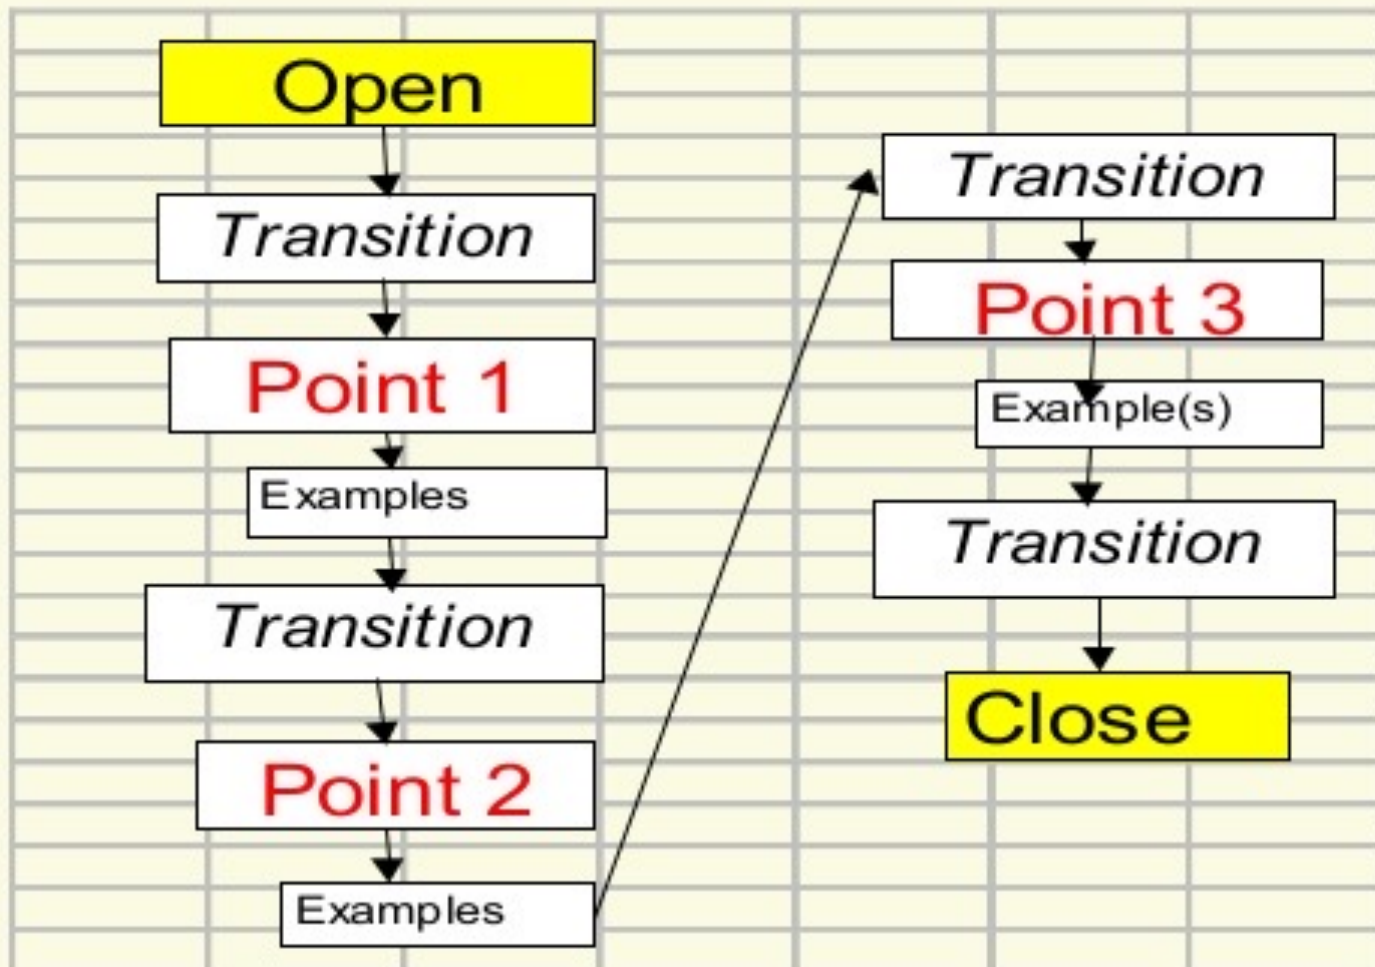 Open
Transition
Point 1
Examples
Transition
Point 2
Examples
Transition
Point 3
Example(s)
Transition
Close